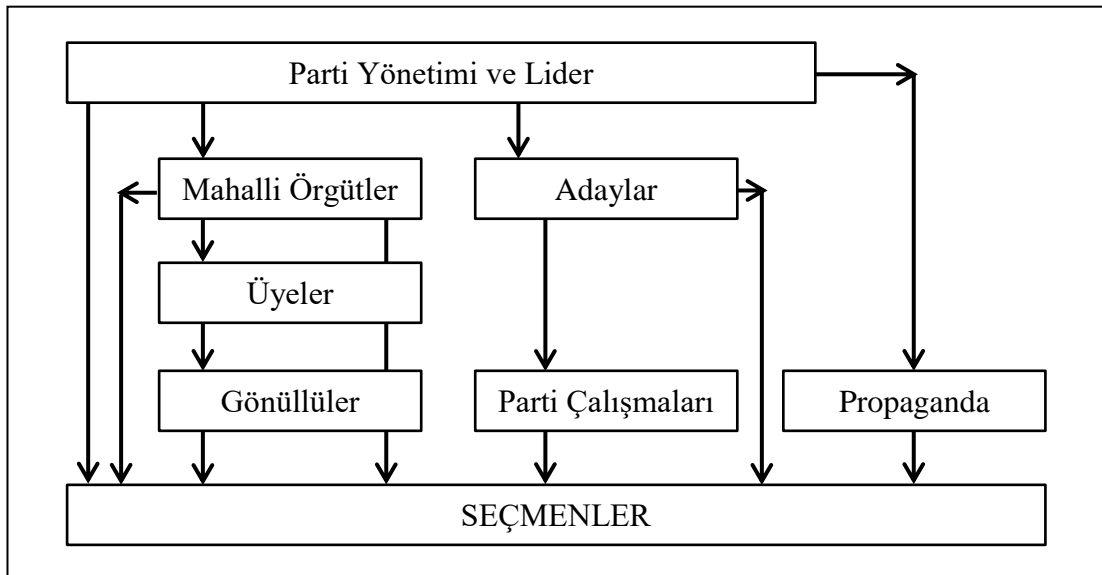 Parti Yönetimi ve Lider
Mahalli Örgütler
Adaylar
Üyeler
Gönüllüler
Parti Çalışmaları
Propaganda
SEÇMENLER